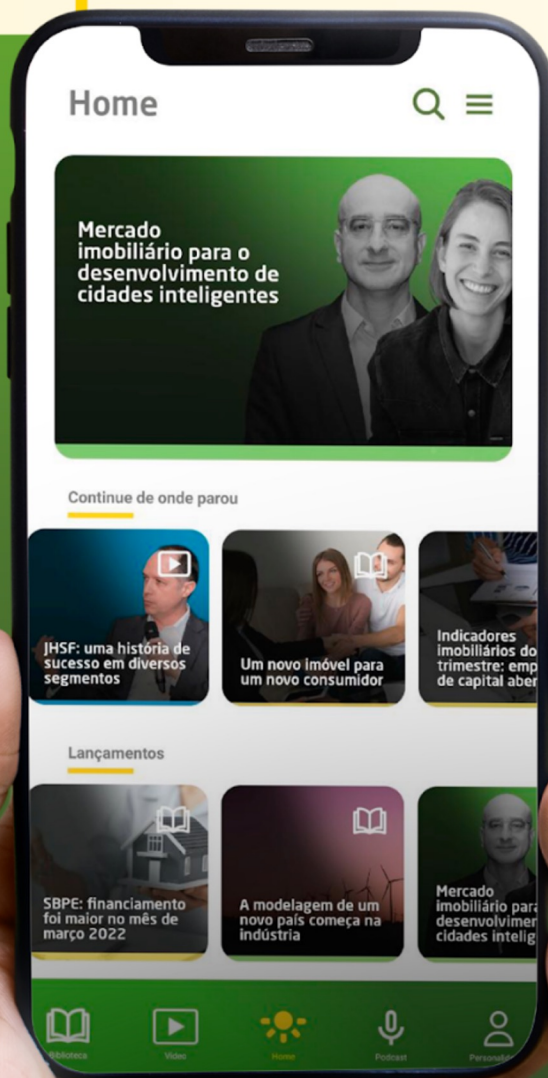 Home
Mercado
imobiliário para o
desenvolvimento de
cidades inteligentes
Continue de onde parou
JHSF: uma história de
sucesso em diversos
segmentos
Um novo imóvel para
um novo consumidor
Indicadores
imobiliários do
trimestre: emp
de capital aber
Lançamentos
SBPE: financiamento
foi maior no mês de
março 2022
A modelagem de um
novo país começa na
indústria
Mercado
imobiliário para
desenvolvimen
cidades intelig
Biblioteca
Vídeo
Home
Podcast